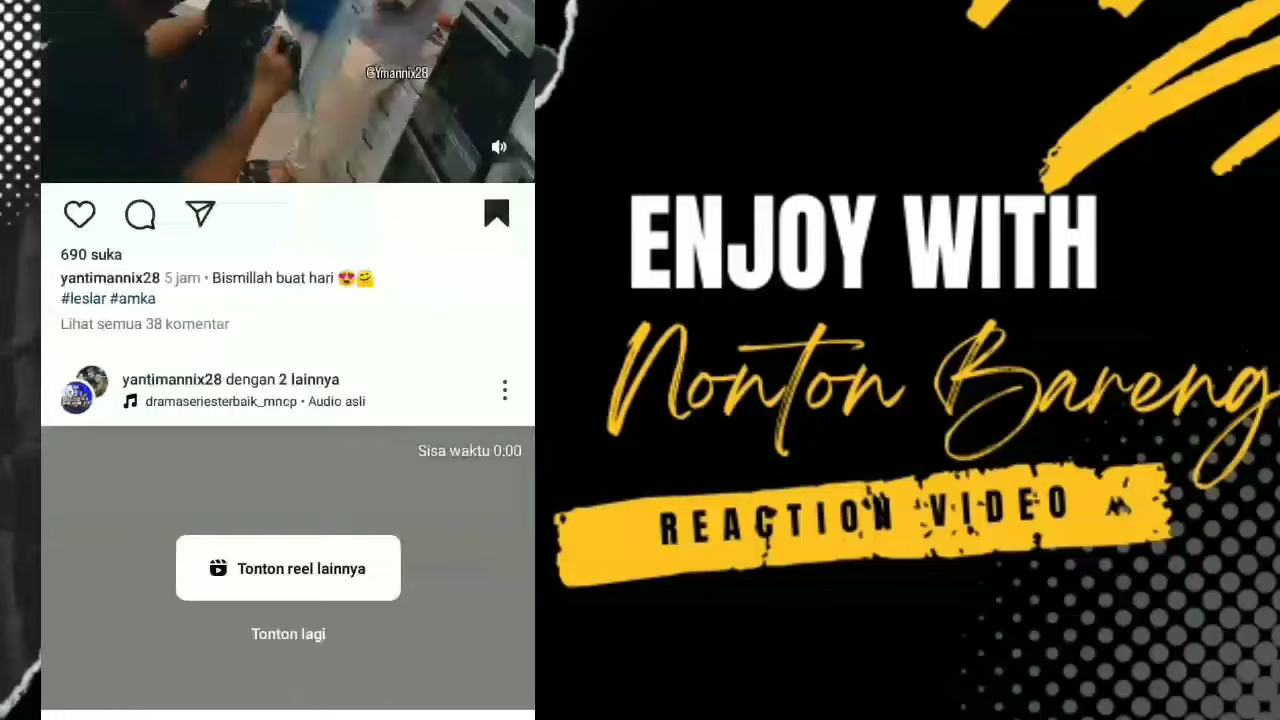 @Ymannix28
690 suka
yantimannix28 5 jam • Bismillah buat hari 😍🤗
#leslar #amka
Lihat semua 38 komentar
yantimannix28 dengan 2 lainnya
dramaseriesterbaik_mncp • Audio asli
Sisa waktu 0:00
Tonton reel lainnya
Tonton lagi
ENJOY WITH
Nonton Bareng
REACTION VIDEO